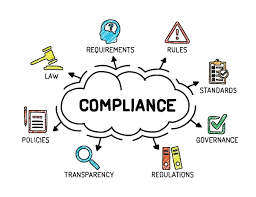 REQUIREMENTS
RULES
LAW
STANDARDS
COMPLIANCE
POLICIES
GOVERNANCE
TRANSPARENCY
REGULATIONS